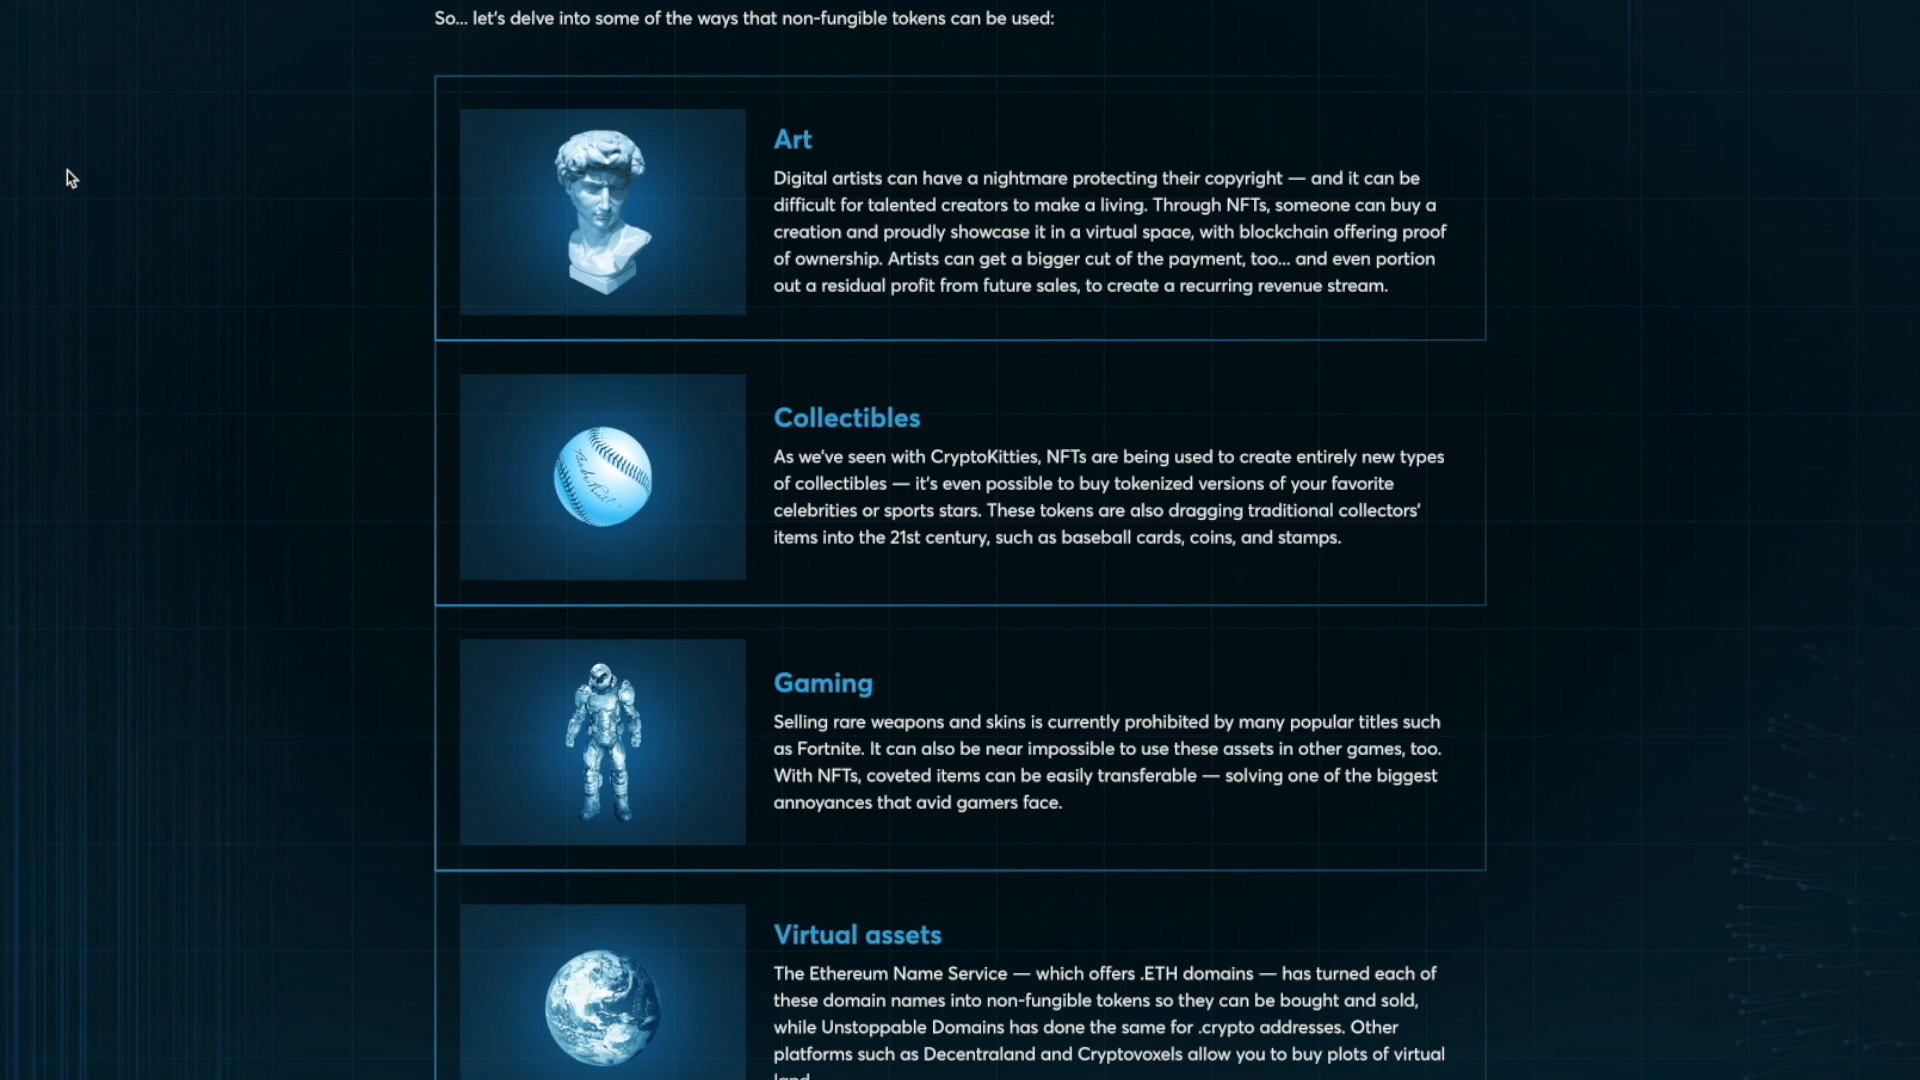 So... let's delve into some of the ways that non-fungible tokens can be used:
Art
Digital artists can have a nightmare protecting their copyright — and it can be
difficult for talented creators to make a living. Through NFTs, someone can buy a
creation and proudly showcase it in a virtual space, with blockchain offering proof
of ownership. Artists can get a bigger cut of the payment, too... and even portion
out a residual profit from future sales, to create a recurring revenue stream.
Collectibles
As we've seen with CryptoKitties, NFTs are being used to create entirely new types
of collectibles — it's even possible to buy tokenized versions of your favorite
celebrities or sports stars. These tokens are also dragging traditional collectors'
items into the 21st century, such as baseball cards, coins, and stamps.
Gaming
Selling rare weapons and skins is currently prohibited by many popular titles such
as Fortnite. It can also be near impossible to use these assets in other games, too.
With NFTs, coveted items can be easily transferable — solving one of the biggest
annoyances that avid gamers face.
Virtual assets
The Ethereum Name Service — which offers .ETH domains — has turned each of
these domain names into non-fungible tokens so they can be bought and sold,
while Unstoppable Domains has done the same for .crypto addresses. Other
platforms such as Decentraland and Cryptovoxels allow you to buy plots of virtual